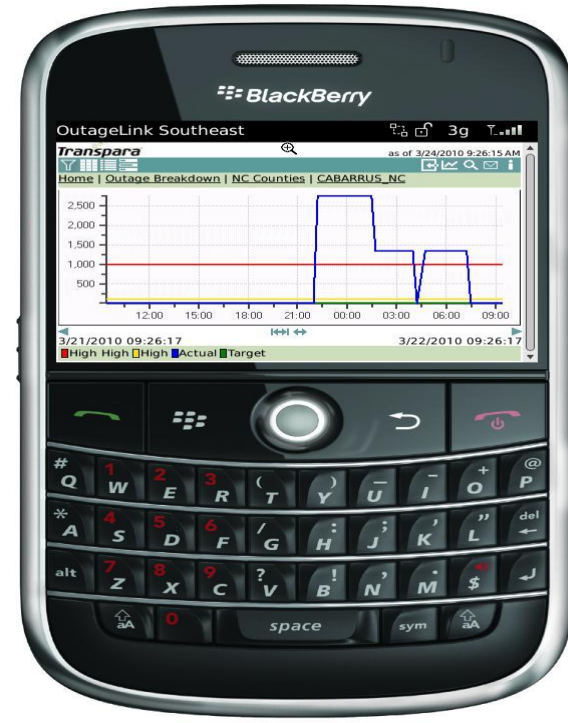 BlackBerry
OutageLink Southeast 3g
Transpara as of 3/24/2010 9:26:15 AM
Home | Outage Breakdown | NC Counties | CABARRUS_NC
2,500
2,000
1,500
1,000
500
12:00 15:00 18:00 21:00 00:00 03:00 06:00 09:00
3/21/2010 09:26:17 3/22/2010 09:26:17
High High High Actual Target
# 1 2 3 ( ) _ - + @
Q W E R T Y U I O P
* 4 5 6 / : ; ' " del
A S D F G H J K L
alt 7 8 9 ? ! , .
Z X C V B N M $
aA 0 space sym aA